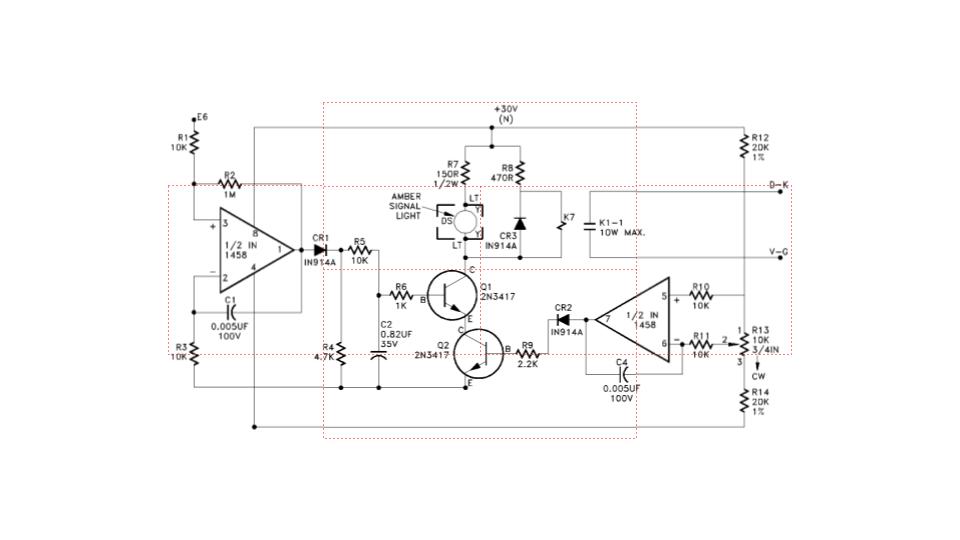 E6
R1
10K
R2
1M
+
3
8
1/2 IN
1458
1
4
−
2
C1
0.005UF
100V
R3
10K
CR1
IN914A
R5
10K
R4
4.7K
C2
0.82UF
35V
R6
1K
+30V
(N)
R7
150R
1/2W
R8
470R
AMBER
SIGNAL
LIGHT
LT
Y
DS
Y
LT
CR3
IN914A
K7
K1-1
10W MAX.
D-K
V-G
C
B
Q1
2N3417
E
C
Q2
2N3417
B
E
R9
2.2K
CR2
IN914A
7
1/2 IN
1458
5
+
6
−
C4
0.005UF
100V
R10
10K
R11
10K
R12
20K
1%
1
R13
10K
3/4IN
2
3
CW
R14
20K
1%